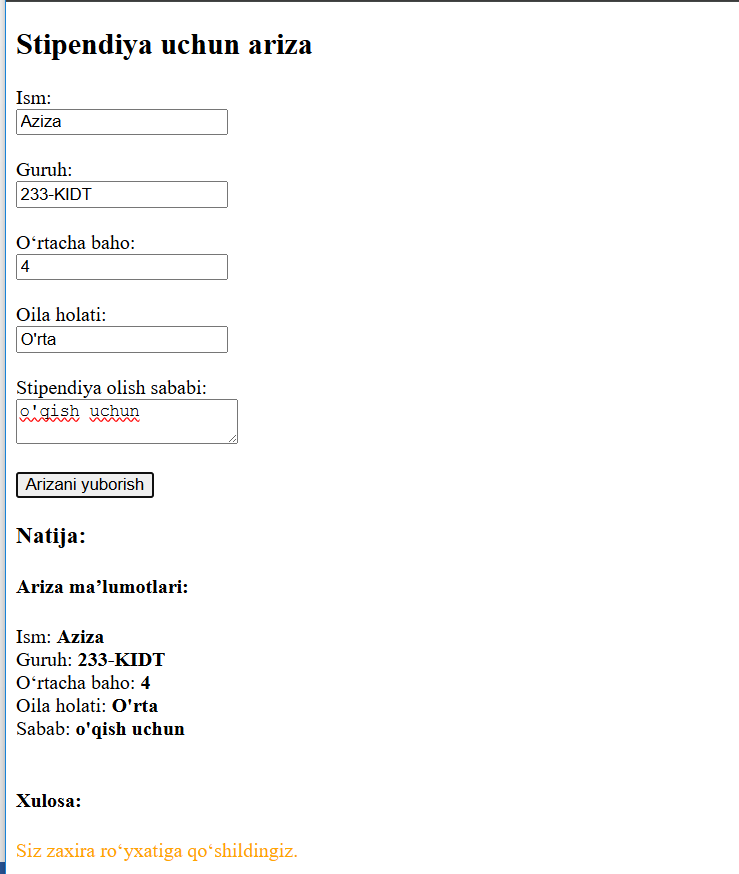 Stipendiya uchun ariza
Ism:
Aziza
Guruh:
233-KIDT
O‘rtacha baho:
4
Oila holati:
O'rta
Stipendiya olish sababi:
o'qish uchun
Arizani yuborish
Natija:
Ariza ma’lumotlari:
Ism: Aziza
Guruh: 233-KIDT
O‘rtacha baho: 4
Oila holati: O'rta
Sabab: o'qish uchun
Xulosa:
Siz zaxira ro‘yxatiga qo‘shildingiz.